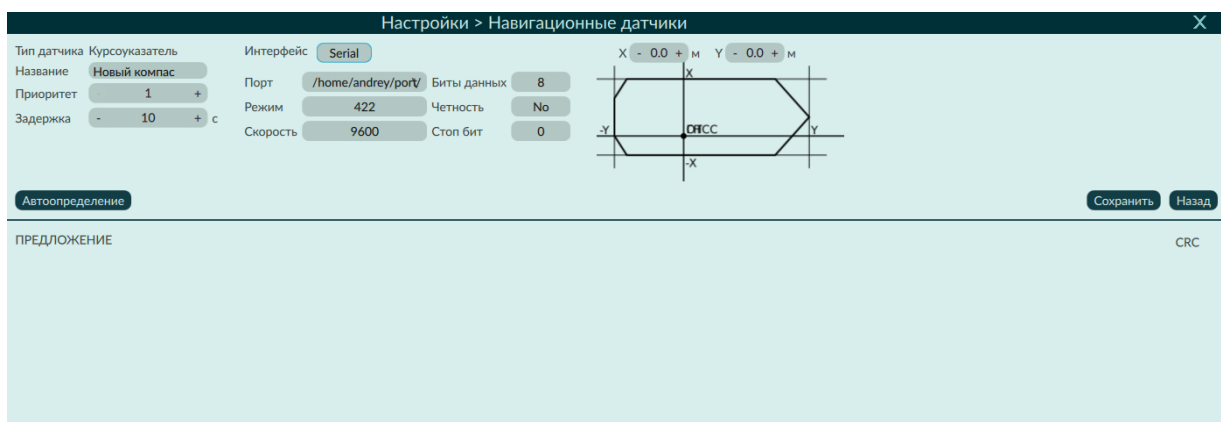 Настройки > Навигационные датчики X
Тип датчика Курсоуказатель
Название Новый компас
Приоритет - 1 +
Задержка - 10 + с
Интерфейс Serial
Порт /home/andrey/port/ Биты данных 8
Режим 422 Четность No
Скорость 9600 Стоп бит 0
X - 0.0 + м Y - 0.0 + м
X
-Y Y
-X
Автоопределение
Сохранить Назад
ПРЕДЛОЖЕНИЕ CRC